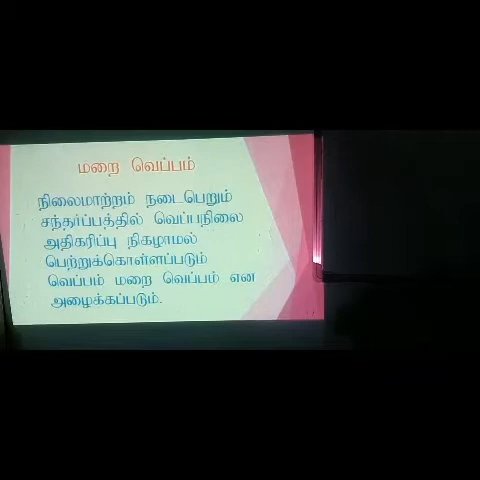 மறை வெப்பம்
நிலைமாற்றம் நடைபெறும்
சந்தர்ப்பத்தில் வெப்பநிலை
அதிகரிப்பு நிகழாமல்
பெற்றுக்கொள்ளப்படும்
வெப்பம் மறை வெப்பம் என
அழைக்கப்படும்.